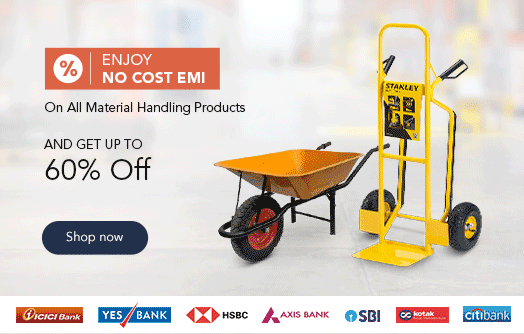 %
ENJOY
NO COST EMI
On All Material Handling Products
AND GET UP TO
60% Off
Shop now
STANLEY
ICICI Bank
YES BANK
HSBC
AXIS BANK
SBI
kotak
citibank